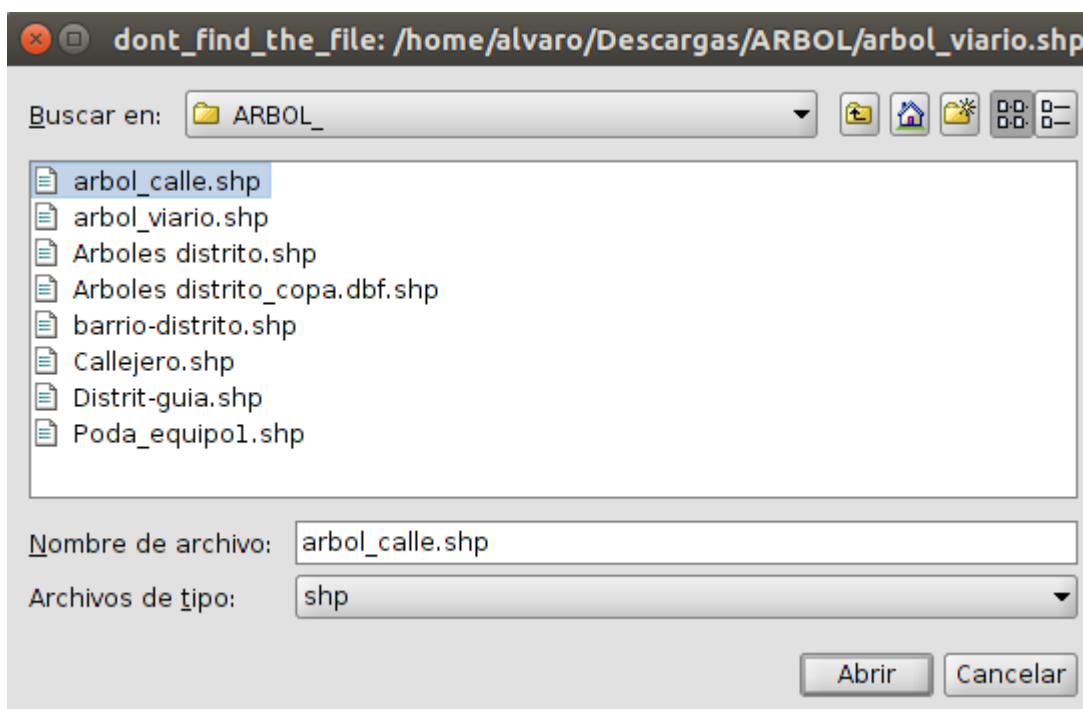 dont_find_the_file: /home/alvaro/Descargas/ARBOL/arbol_viario.shp
Buscar en: ARBOL_
arbol_calle.shp
arbol_viario.shp
Arboles distrito.shp
Arboles distrito_copa.dbf.shp
barrio-distrito.shp
Callejero.shp
Distrit-guia.shp
Poda_equipo1.shp
Nombre de archivo: arbol_calle.shp
Archivos de tipo: shp
Abrir Cancelar